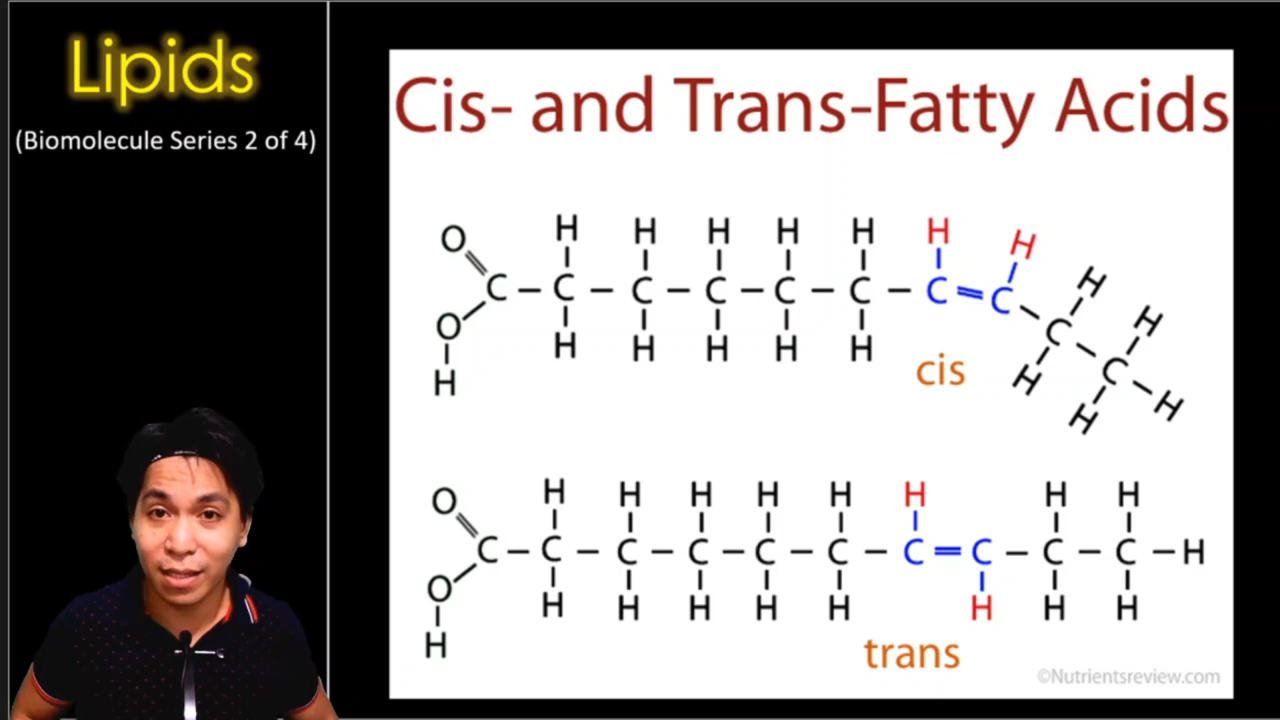 Lipids
(Biomolecule Series 2 of 4)
Cis- and Trans-Fatty Acids
H H H H H H H
O
C – C – C – C – C – C – C = C
H
O
H H H H H
C
H
H
cis
H
C
H
H
H H H H H H H H
O
C – C – C – C – C – C – C = C – C – C – H
O
H H H H H H H H
H
trans
©Nutrientsreview.com